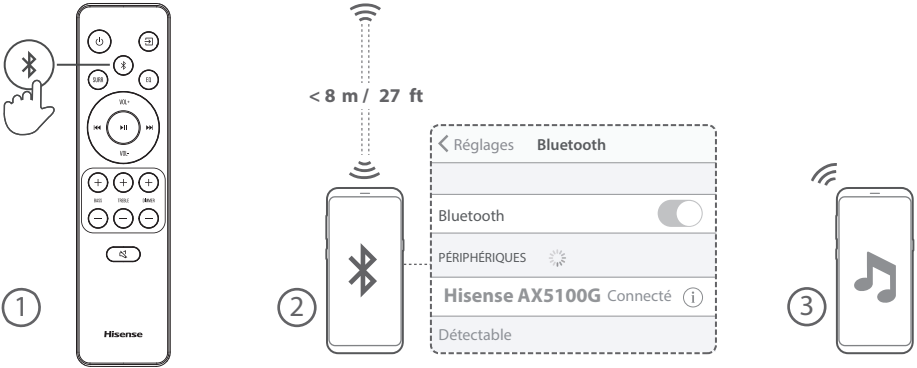 SURR
EQ
VOL+
VOL-
BASS TREBLE DIMMER
Hisense
1
< 8 m / 27 ft
Réglages Bluetooth
Bluetooth
PÉRIPHÉRIQUES
Hisense AX5100G Connecté i
Détectable
2
3